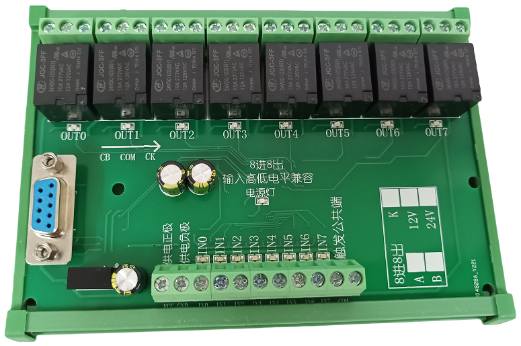 JQC-3FF
OUT0 OUT1 OUT2 OUT3 OUT4 OUT5 OUT6 OUT7
CB COM CK
8进8出
输入高低电平兼容
电源灯
供电正极
供电负极
IN0
IN1
IN2
IN3
IN4
IN5
IN6
IN7
触发公共端
K
12V
24V
8进8出
A
B